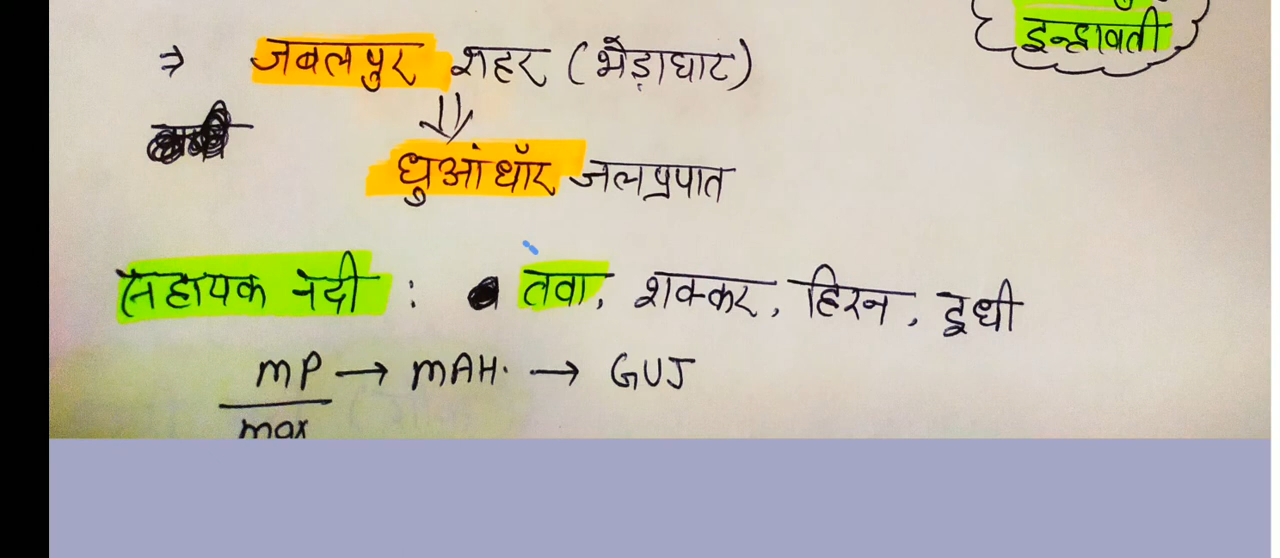 इन्द्रावती
⇒ जबलपुर शहर (भेड़ाघाट)
⇓
धुआंधॉर जलप्रपात
सहायक नदी : तवा, शक्कर, हिरन, दुधी
MP → MAH. → GUJ
max